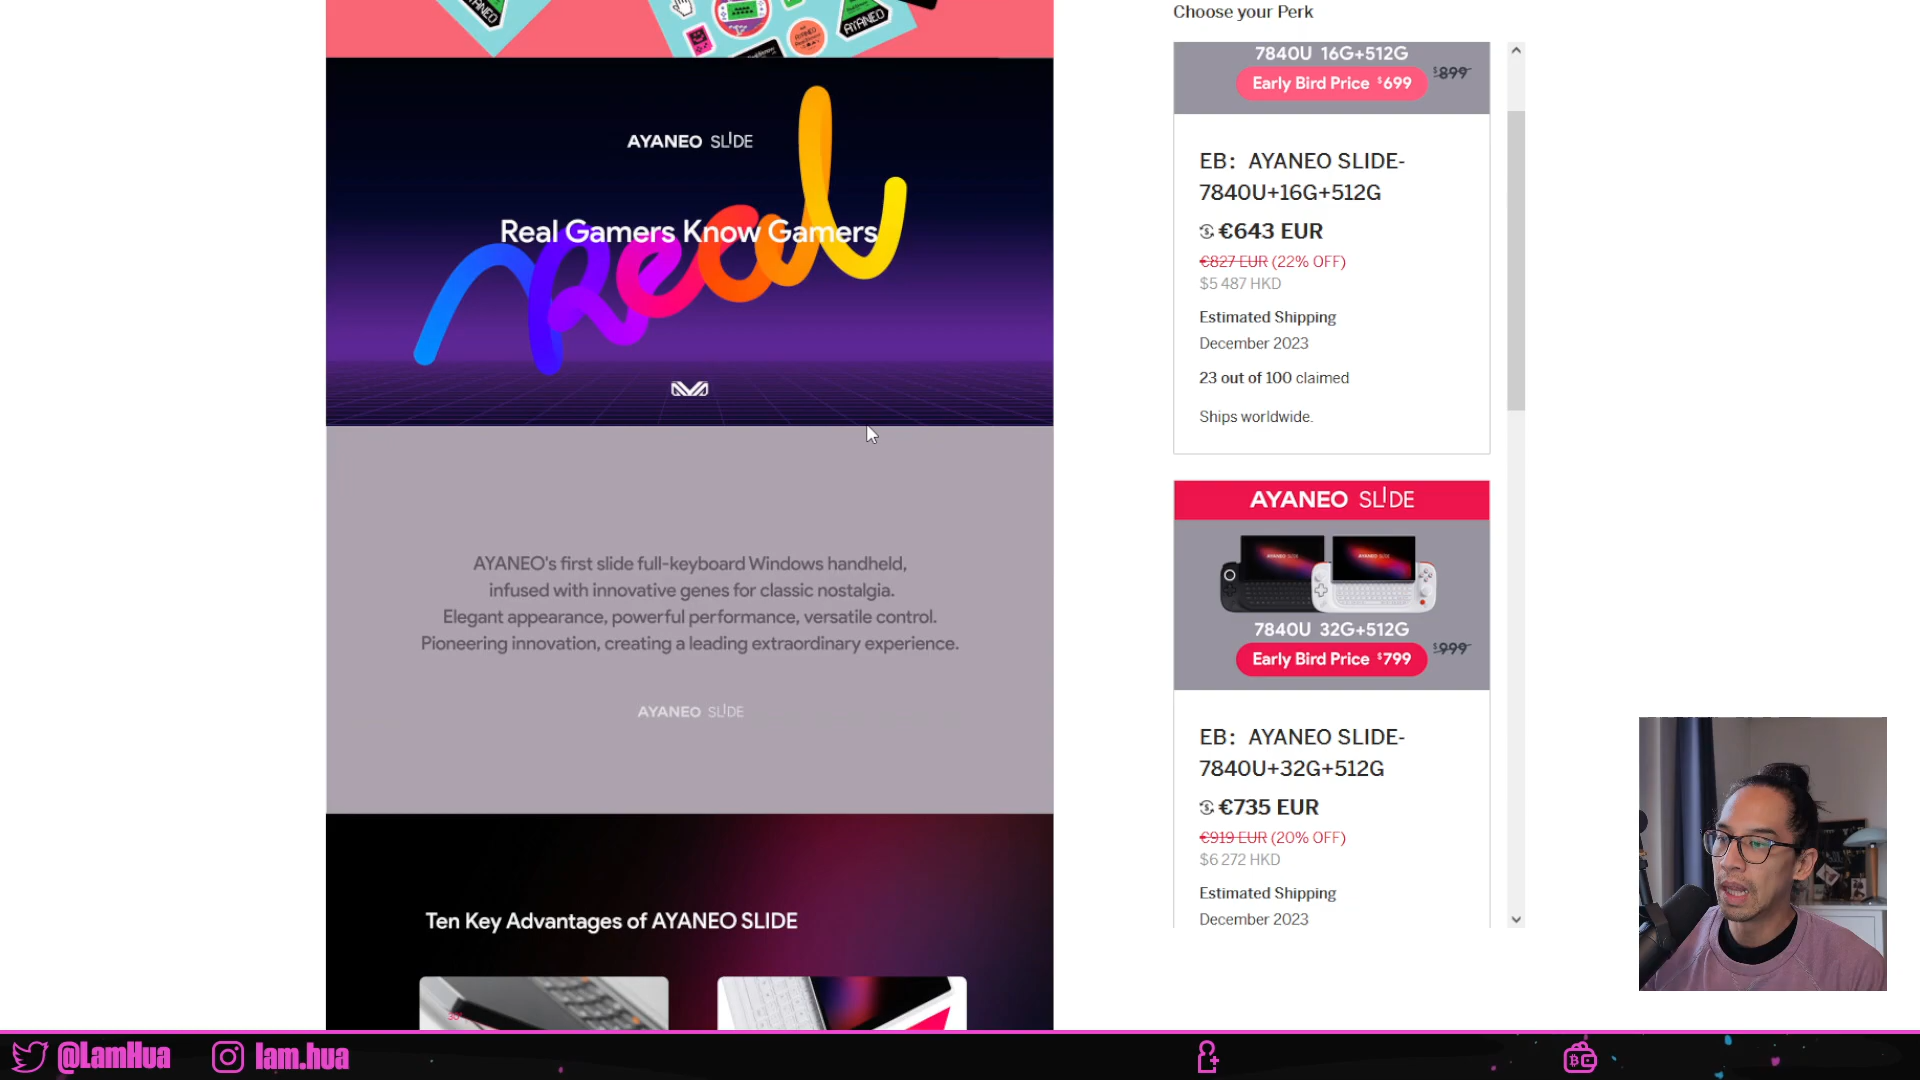 AYANEO
AYANEO
AYANEO SLIDE
Real
Real Gamers Know Gamers
AYANEO's first slide full-keyboard Windows handheld,
infused with innovative genes for classic nostalgia.
Elegant appearance, powerful performance, versatile control.
Pioneering innovation, creating a leading extraordinary experience.
AYANEO SLIDE
Ten Key Advantages of AYANEO SLIDE
Choose your Perk
7840U 16G+512G
Early Bird Price $699
$899
EB：AYANEO SLIDE-
7840U+16G+512G
€643 EUR
€827 EUR (22% OFF)
$5 487 HKD
Estimated Shipping
December 2023
23 out of 100 claimed
Ships worldwide.
AYANEO SLIDE
7840U 32G+512G
Early Bird Price $799
$999
EB：AYANEO SLIDE-
7840U+32G+512G
€735 EUR
€919 EUR (20% OFF)
$6 272 HKD
Estimated Shipping
December 2023
@LamHua
lam.hua